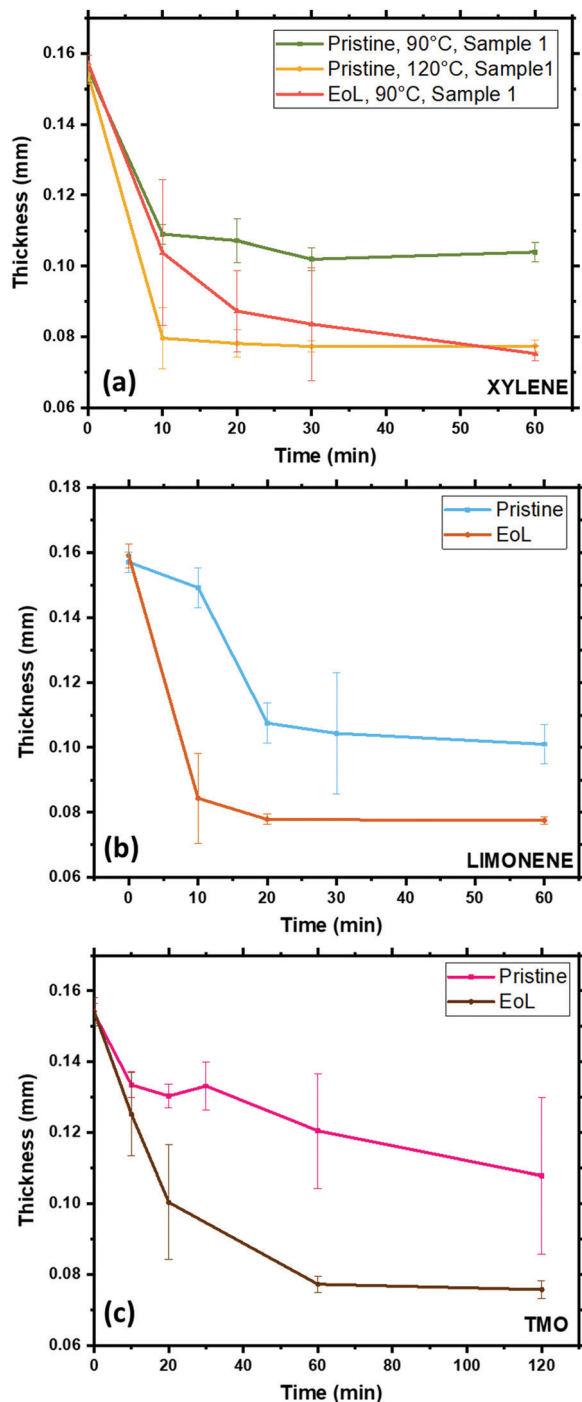 0.16
0.14
0.12
0.10
0.08
0.06
Thickness (mm)
Pristine, 90°C, Sample 1
Pristine, 120°C, Sample1
EoL, 90°C, Sample 1
(a)
XYLENE
0 10 20 30 40 50 60
Time (min)
0.18
0.16
0.14
0.12
0.10
0.08
0.06
Thickness (mm)
Pristine
EoL
(b)
LIMONENE
0 10 20 30 40 50 60
Time (min)
0.16
0.14
0.12
0.10
0.08
0.06
Thickness (mm)
Pristine
EoL
(c)
TMO
0 20 40 60 80 100 120
Time (min)